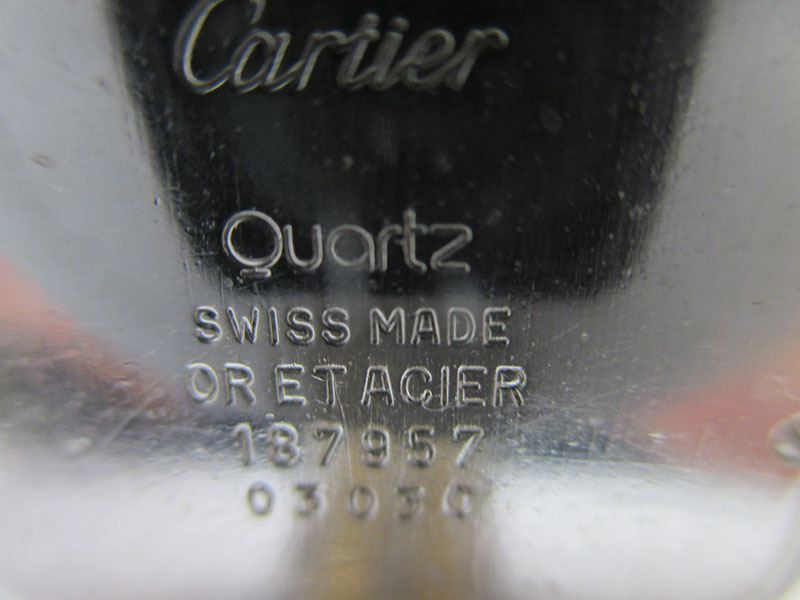 Cartier
Quartz
SWISS MADE
OR ET ACIER
187957
03030